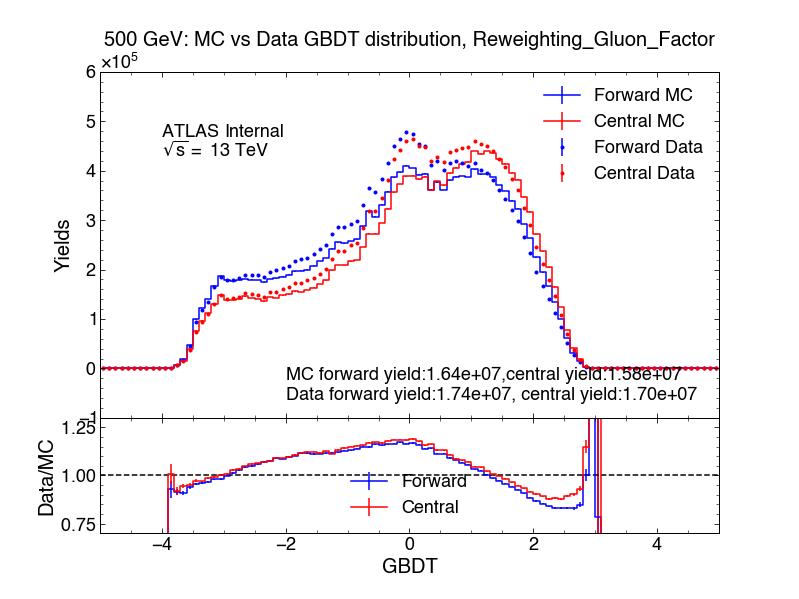 500 GeV: MC vs Data GBDT distribution, Reweighting_Gluon_Factor
×10⁵
6
5
4
3
2
1
0
−1
Yields
ATLAS Internal
√s = 13 TeV
Forward MC
Central MC
Forward Data
Central Data
MC forward yield:1.64e+07,central yield:1.58e+07
Data forward yield:1.74e+07, central yield:1.70e+07
1.25
1.00
0.75
Data/MC
Forward
Central
−4 −2 0 2 4
GBDT